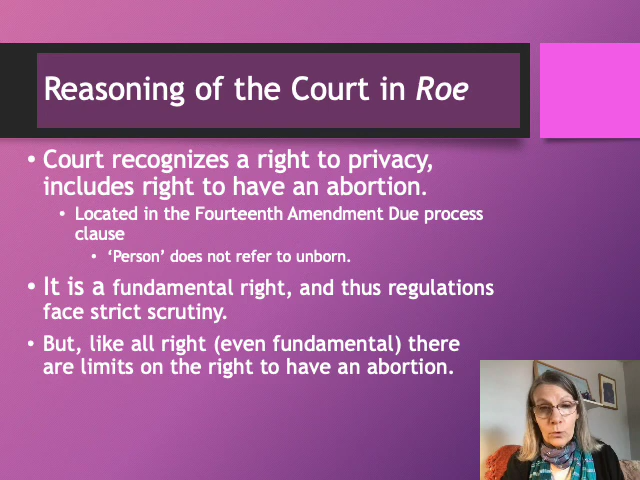 Reasoning of the Court in Roe
• Court recognizes a right to privacy,
includes right to have an abortion.
• Located in the Fourteenth Amendment Due process
clause
• ‘Person’ does not refer to unborn.
• It is a fundamental right, and thus regulations
face strict scrutiny.
• But, like all right (even fundamental) there
are limits on the right to have an abortion.